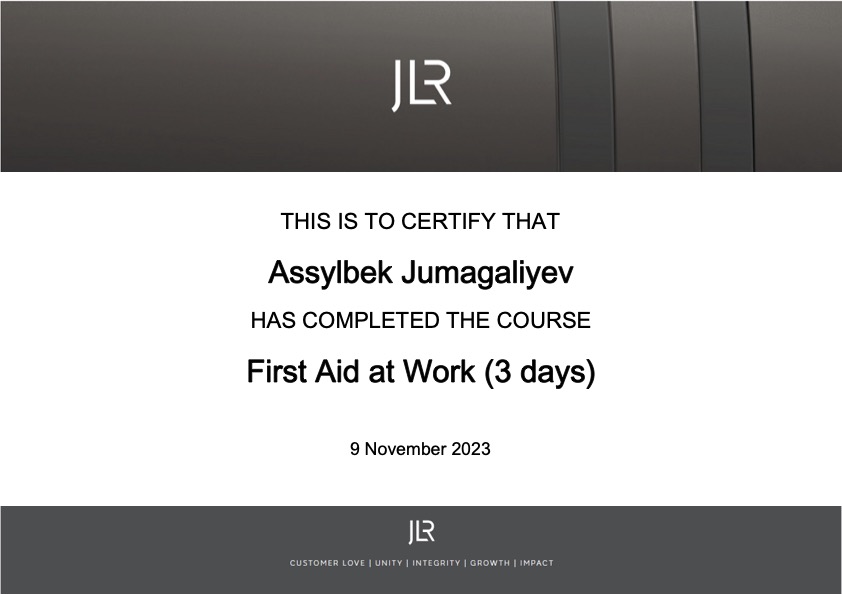 JLR
THIS IS TO CERTIFY THAT
Assylbek Jumagaliyev
HAS COMPLETED THE COURSE
First Aid at Work (3 days)
9 November 2023
JLR
CUSTOMER LOVE | UNITY | INTEGRITY | GROWTH | IMPACT